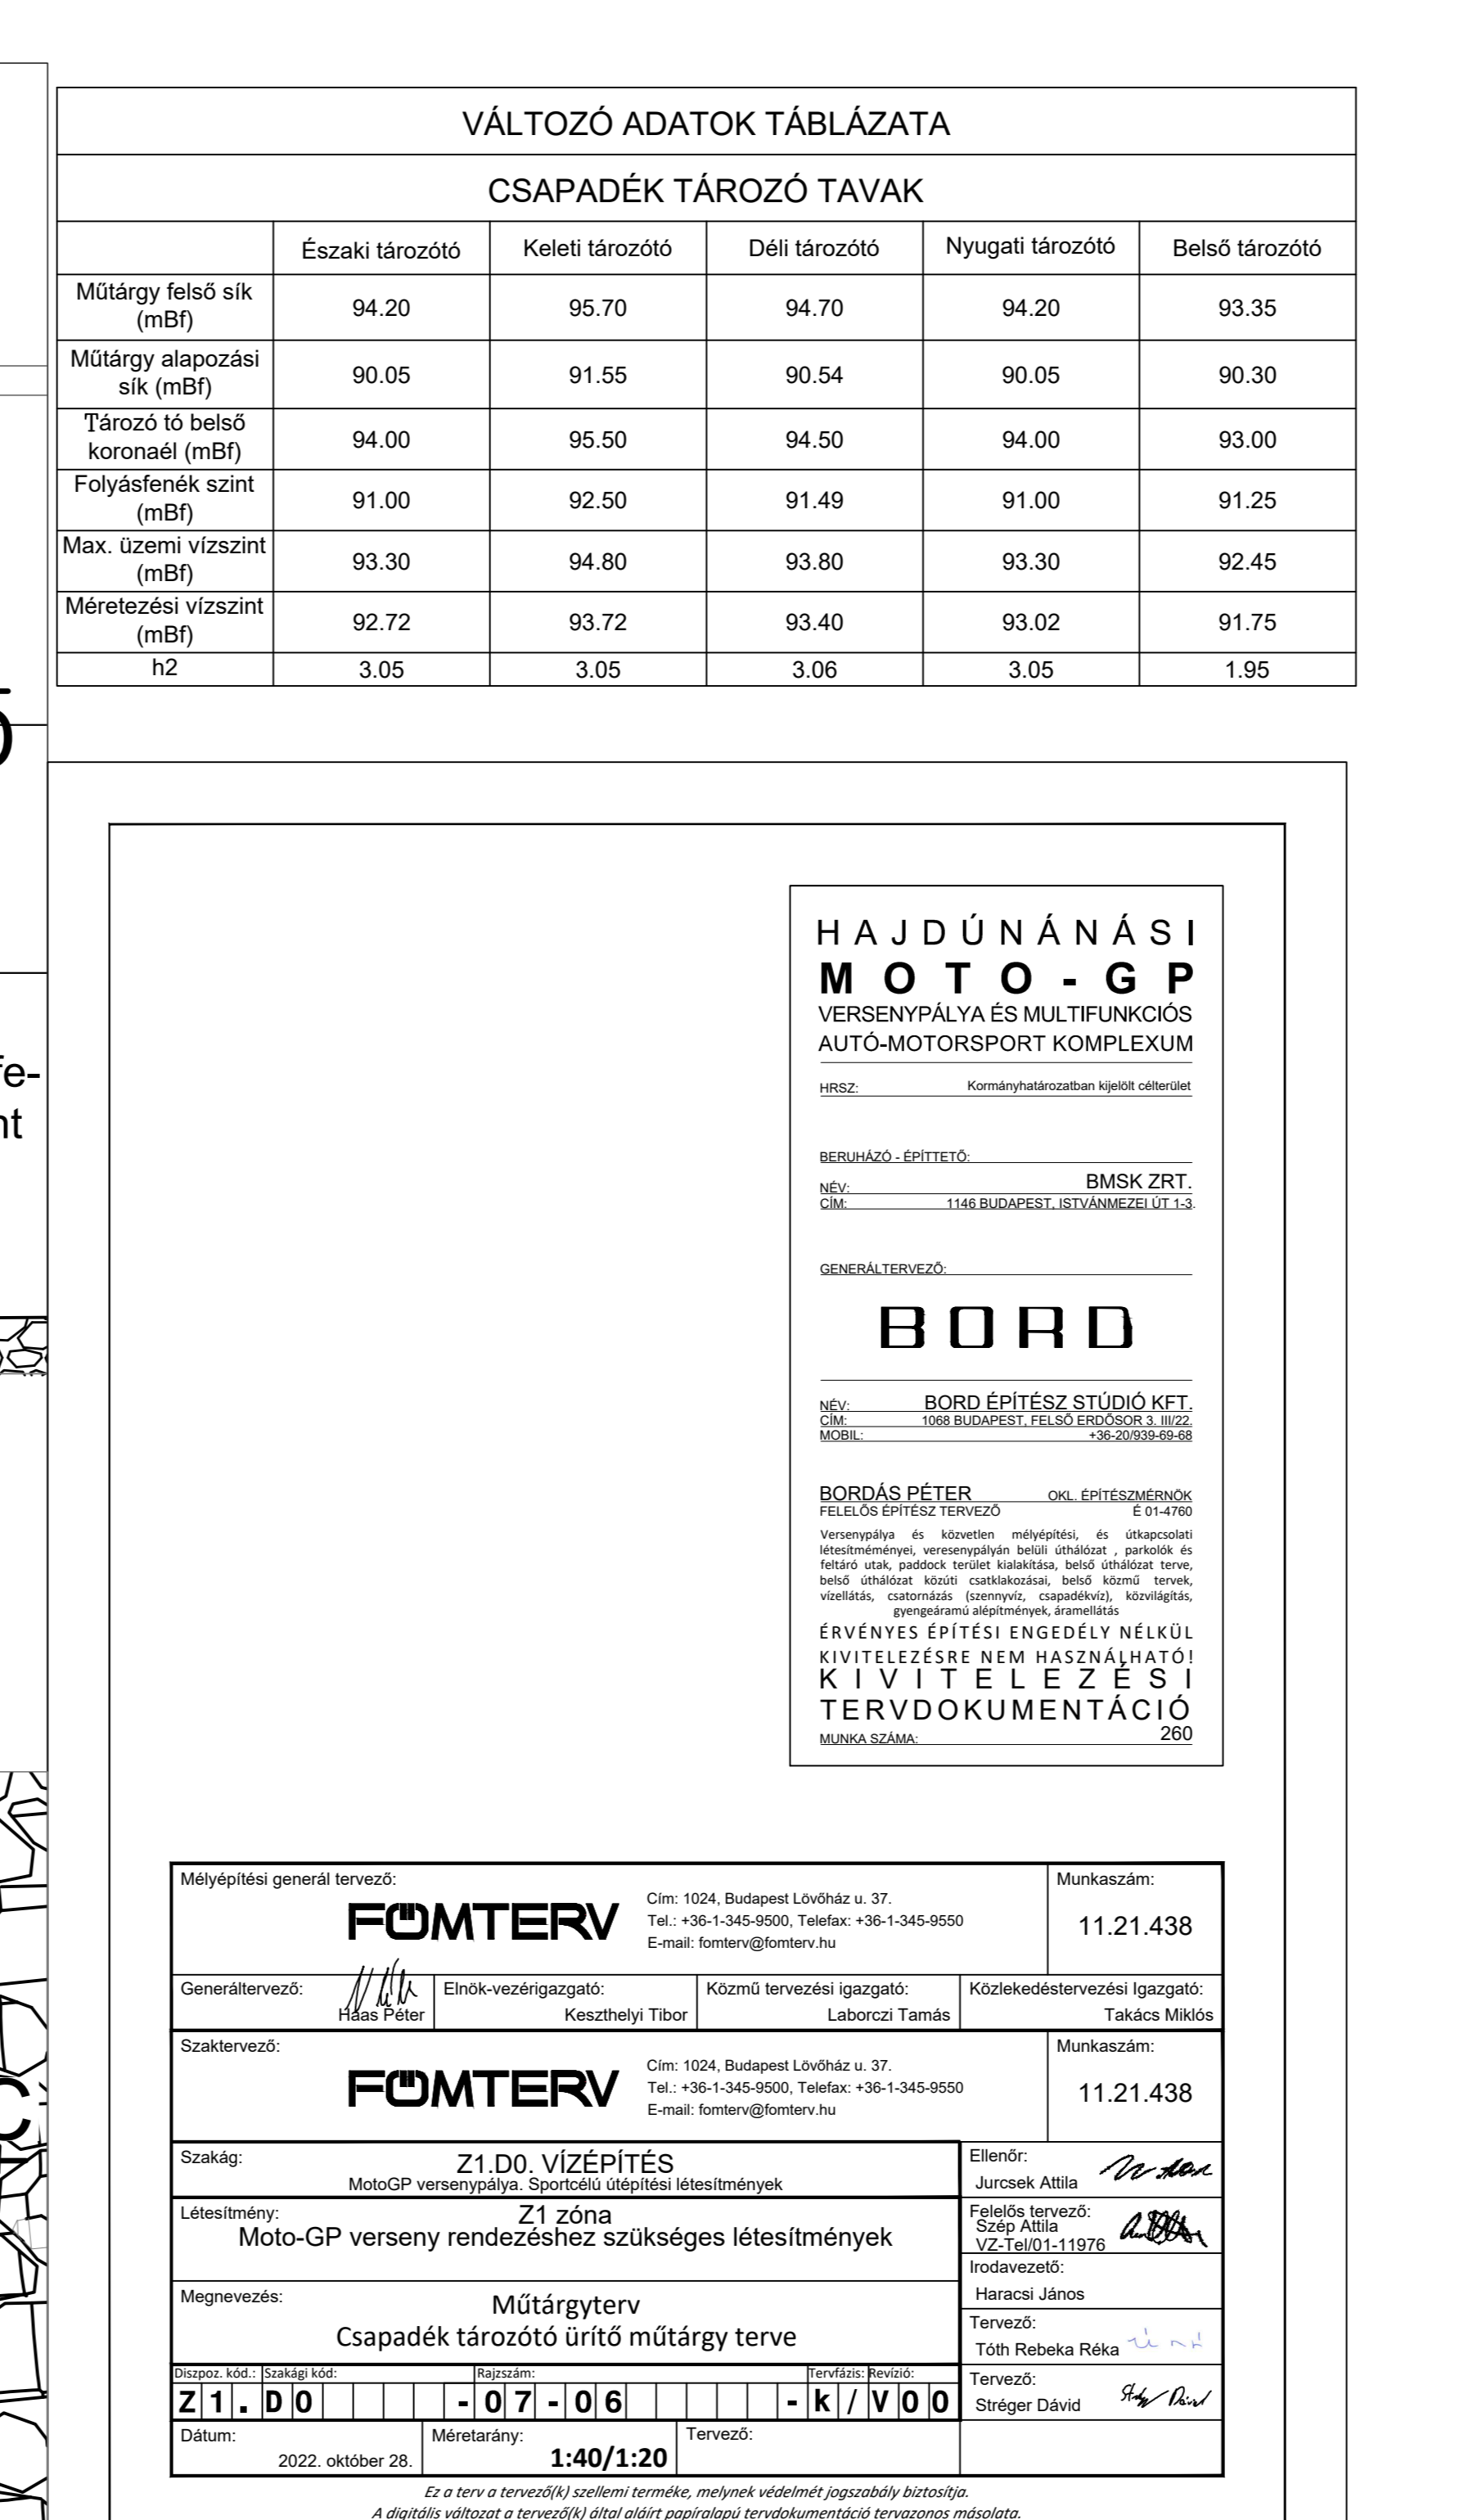 VÁLTOZÓ ADATOK TÁBLÁZATA
CSAPADÉK TÁROZÓ TAVAK
Északi tározótó Keleti tározótó Déli tározótó Nyugati tározótó Belső tározótó
Műtárgy felső sík
(mBf) 94.20 95.70 94.70 94.20 93.35
Műtárgy alapozási
sík (mBf) 90.05 91.55 90.54 90.05 90.30
Tározó tó belső
koronaél (mBf) 94.00 95.50 94.50 94.00 93.00
Folyásfenék szint
(mBf) 91.00 92.50 91.49 91.00 91.25
Max. üzemi vízszint
(mBf) 93.30 94.80 93.80 93.30 92.45
Méretezési vízszint
(mBf) 92.72 93.72 93.40 93.02 91.75
h2 3.05 3.05 3.06 3.05 1.95
fe-
nt
HAJDÚNÁNÁSI
MOTO-GP
VERSENYPÁLYA ÉS MULTIFUNKCIÓS
AUTÓ-MOTORSPORT KOMPLEXUM
HRSZ: Kormányhatározatban kijelölt célterület
BERUHÁZÓ - ÉPÍTTETŐ:
NÉV: BMSK ZRT.
CÍM: 1146 BUDAPEST, ISTVÁNMEZEI ÚT 1-3.
GENERÁLTERVEZŐ:
BORD
NÉV: BORD ÉPÍTÉSZ STÚDIÓ KFT.
CÍM: 1068 BUDAPEST, FELSŐ ERDŐSOR 3. III/22.
MOBIL: +36-20/939-69-68
BORDÁS PÉTER OKL. ÉPÍTÉSZMÉRNÖK
FELELŐS ÉPÍTÉSZ TERVEZŐ É 01-4760
Versenypálya és közvetlen mélyépítési, és útkapcsolati
létesítméményei, veresenypályán belüli úthálózat , parkolók és
feltáró utak, paddock terület kialakítása, belső úthálózat terve,
belső úthálózat közúti csatklakozásai, belső közmű tervek,
vízellátás, csatornázás (szennyvíz, csapadékvíz), közvilágítás,
gyengeáramú alépítmények, áramellátás
ÉRVÉNYES ÉPÍTÉSI ENGEDÉLY NÉLKÜL
KIVITELEZÉSRE NEM HASZNÁLHATÓ!
KIVITELEZÉSI
TERVDOKUMENTÁCIÓ
MUNKA SZÁMA: 260
Mélyépítési generál tervező: Munkaszám:
FŐMTERV
Cím: 1024, Budapest Lövőház u. 37.
Tel.: +36-1-345-9500, Telefax: +36-1-345-9550
E-mail: fomterv@fomterv.hu
11.21.438
Generáltervező: Elnök-vezérigazgató: Közmű tervezési igazgató: Közlekedéstervezési Igazgató:
Haas Péter Keszthelyi Tibor Laborczi Tamás Takács Miklós
Szaktervező: Munkaszám:
FŐMTERV
Cím: 1024, Budapest Lövőház u. 37.
Tel.: +36-1-345-9500, Telefax: +36-1-345-9550
E-mail: fomterv@fomterv.hu
11.21.438
Szakág: Z1.D0. VÍZÉPÍTÉS
MotoGP versenypálya. Sportcélú útépítési létesítmények
Ellenőr:
Jurcsek Attila
Létesítmény: Z1 zóna
Moto-GP verseny rendezéshez szükséges létesítmények
Felelős tervező:
Szép Attila
VZ-Tel/01-11976
Irodavezető:
Haracsi János
Megnevezés: Műtárgyterv
Csapadék tározótó ürítő műtárgy terve
Tervező:
Tóth Rebeka Réka
Diszpoz. kód.: Szakági kód: Rajzszám: Tervfázis: Revízió:
Z1. D0 -07-06 -k/V00
Tervező:
Stréger Dávid
Dátum: Méretarány: Tervező:
2022. október 28. 1:40/1:20
Ez a terv a tervező(k) szellemi terméke, melynek védelmét jogszabály biztosítja.
A digitális változat a tervező(k) által aláírt papíralapú tervdokumentáció tervazonos másolata.